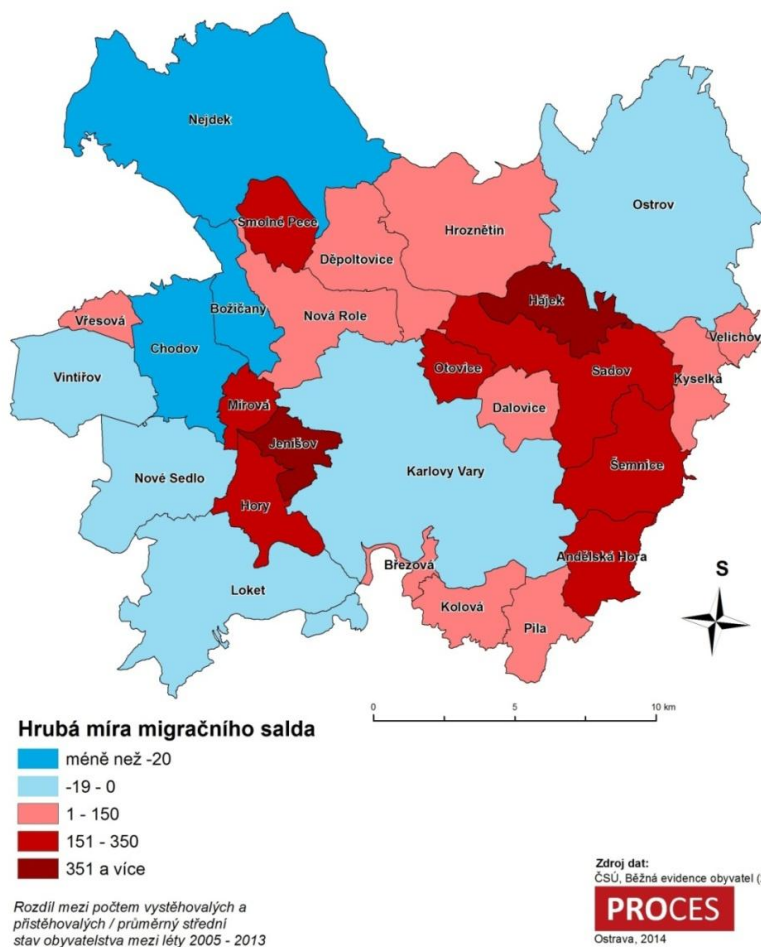 Nejdek
Smolné Pece
Ostrov
Hroznětín
Děpoltovice
Hájek
Božičany
Nová Role
Vřesová
Velichov
Chodov
Otovice
Sadov
Vintířov
Kyselka
Mírová
Dalovice
Jenišov
Karlovy Vary
Šemnice
Nové Sedlo
Hory
Andělská Hora
Březová
S
Loket
Kolová
Pila
0 5 10 km
Hrubá míra migračního salda
méně než -20
-19 - 0
1 - 150
151 - 350
351 a více
Rozdíl mezi počtem vystěhovalých a
přistěhovalých / průměrný střední
stav obyvatelstva mezi léty 2005 - 2013
Zdroj dat:
ČSÚ, Běžná evidence obyvatel (
PROCES
Ostrava, 2014